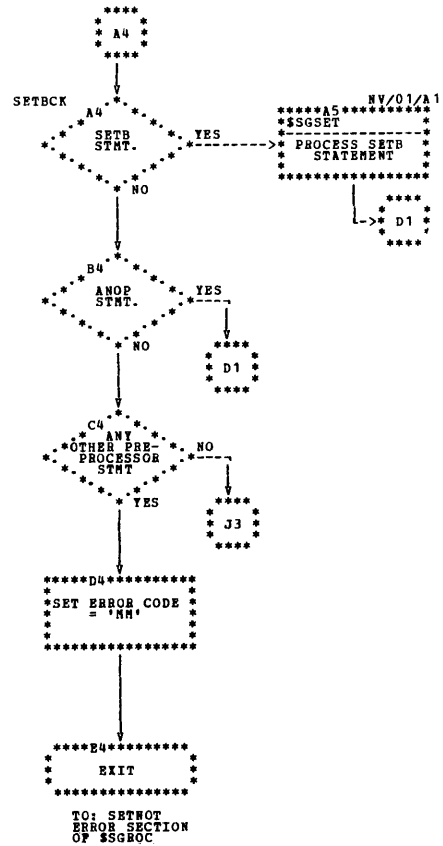 A4
SETBCK
A4
SETB
STMT.
YES
NO
NV/01/A1
A5
$SGSET
PROCESS SETB
STATEMENT
D1
B4
ANOP
STMT.
YES
NO
D1
C4
ANY
OTHER PRE-
PROCESSOR
STMT
NO
YES
J3
D4
SET ERROR CODE
= 'MM'
E4
EXIT
TO: SETNOT
ERROR SECTION
OF $SGROC